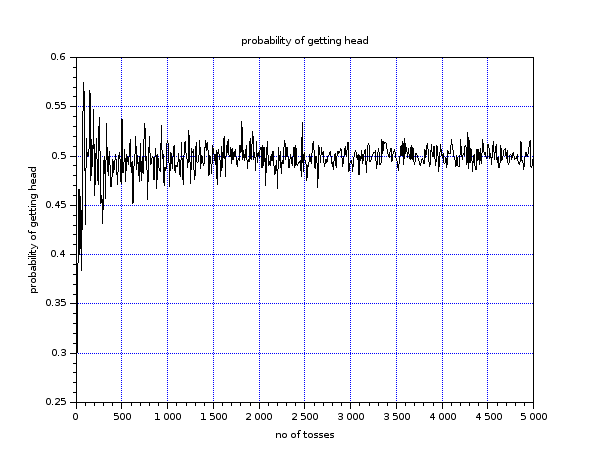 probability of getting head
0.6
0.55
0.5
0.45
0.4
0.35
0.3
0.25
probability of getting head
0 500 1 000 1 500 2 000 2 500 3 000 3 500 4 000 4 500 5 000
no of tosses